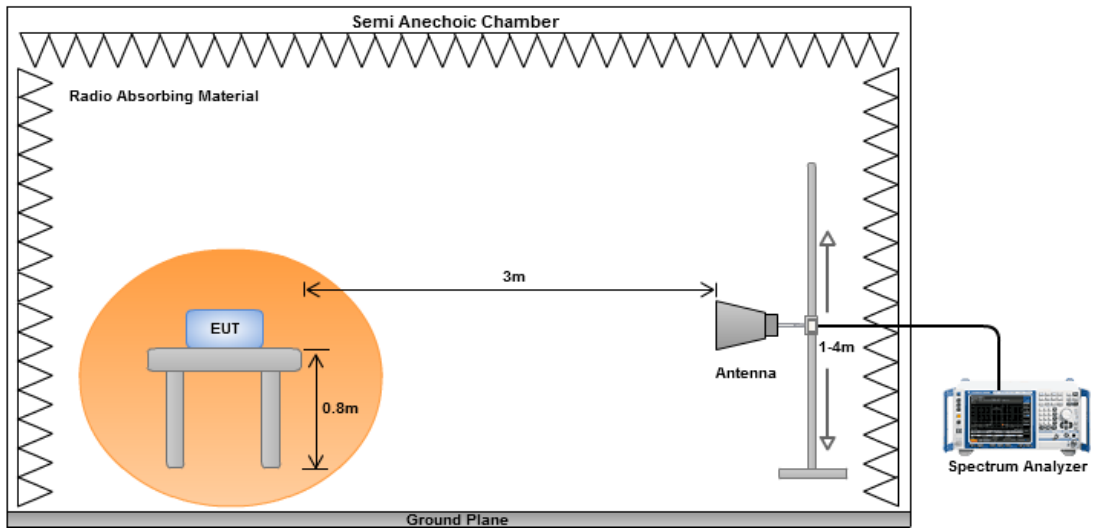 Semi Anechoic Chamber
Radio Absorbing Material
3m
EUT
1-4m
Antenna
0.8m
Spectrum Analyzer
Ground Plane